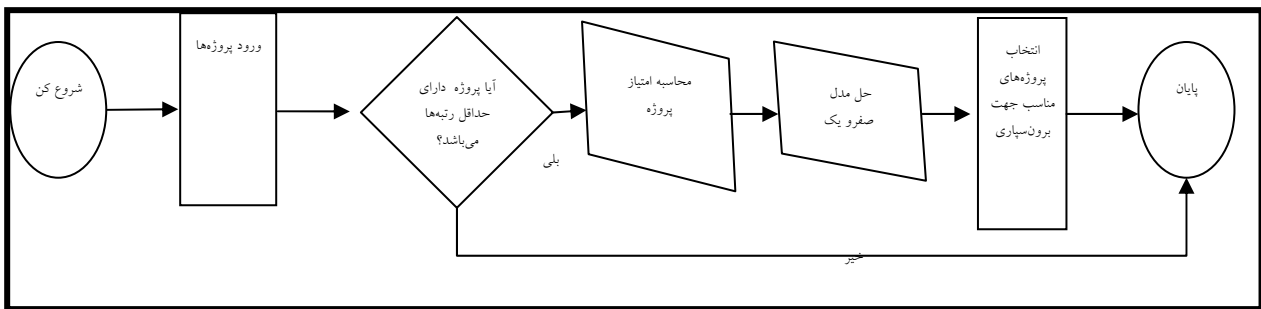 شروع کن
ورود پروژه‌ها
آیا پروژه دارای
حداقل رتبه‌ها
می‌باشد؟
بلی
محاسبه امتیاز
پروژه
حل مدل
صفرو یک
انتخاب
پروژه‌های
مناسب جهت
برون‌سپاری
پایان
خیر